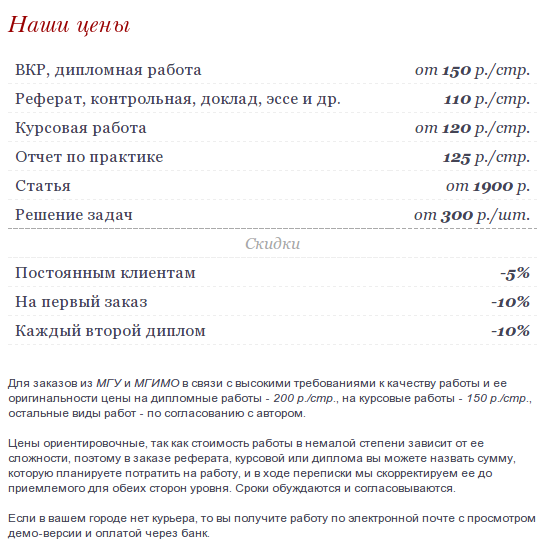 Наши цены
ВКР, дипломная работа от 150 р./стр.
Реферат, контрольная, доклад, эссе и др. 110 р./стр.
Курсовая работа от 120 р./стр.
Отчет по практике 125 р./стр.
Статья от 1900 р.
Решение задач от 300 р./шт.
Скидки
Постоянным клиентам -5%
На первый заказ -10%
Каждый второй диплом -10%
Для заказов из МГУ и МГИМО в связи с высокими требованиями к качеству работы и ее
оригинальности цены на дипломные работы - 200 р./стр., на курсовые работы - 150 р./стр.,
остальные виды работ - по согласованию с автором.
Цены ориентировочные, так как стоимость работы в немалой степени зависит от ее
сложности, поэтому в заказе реферата, курсовой или диплома вы можете назвать сумму,
которую планируете потратить на работу, и в ходе переписки мы скорректируем ее до
приемлемого для обеих сторон уровня. Сроки обуждаются и согласовываются.
Если в вашем городе нет курьера, то вы получите работу по электронной почте с просмотром
демо-версии и оплатой через банк.